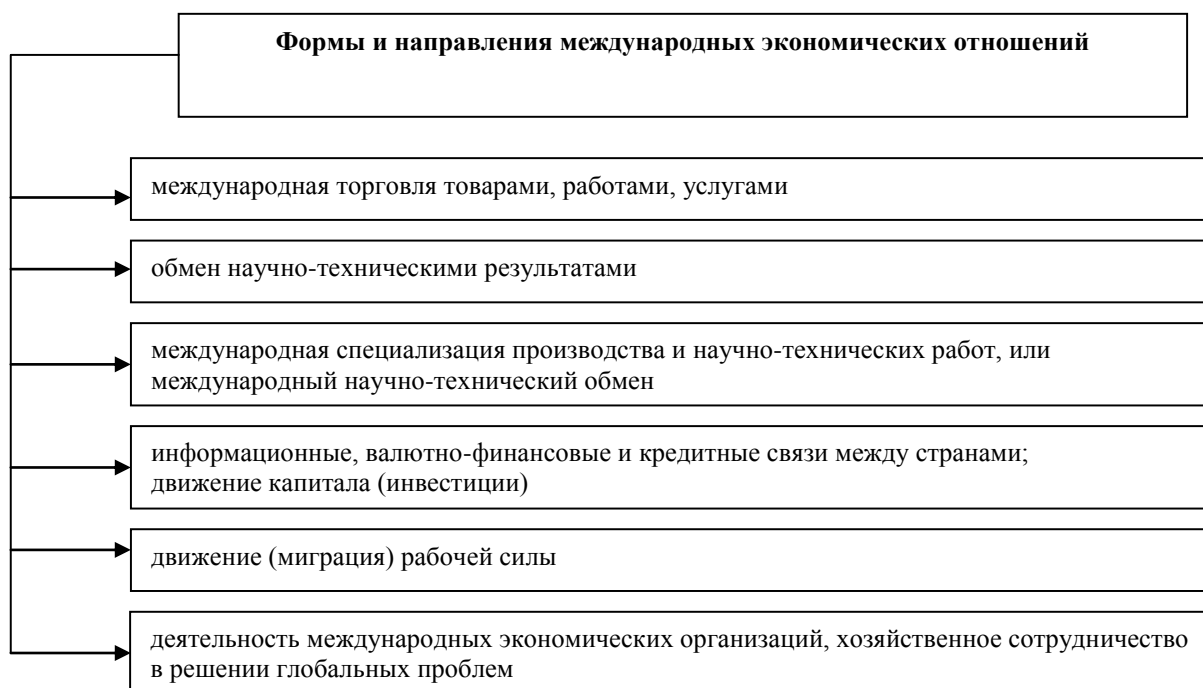 Формы и направления международных экономических отношений
международная торговля товарами, работами, услугами
обмен научно-техническими результатами
международная специализация производства и научно-технических работ, или
международный научно-технический обмен
информационные, валютно-финансовые и кредитные связи между странами;
движение капитала (инвестиции)
движение (миграция) рабочей силы
деятельность международных экономических организаций, хозяйственное сотрудничество
в решении глобальных проблем